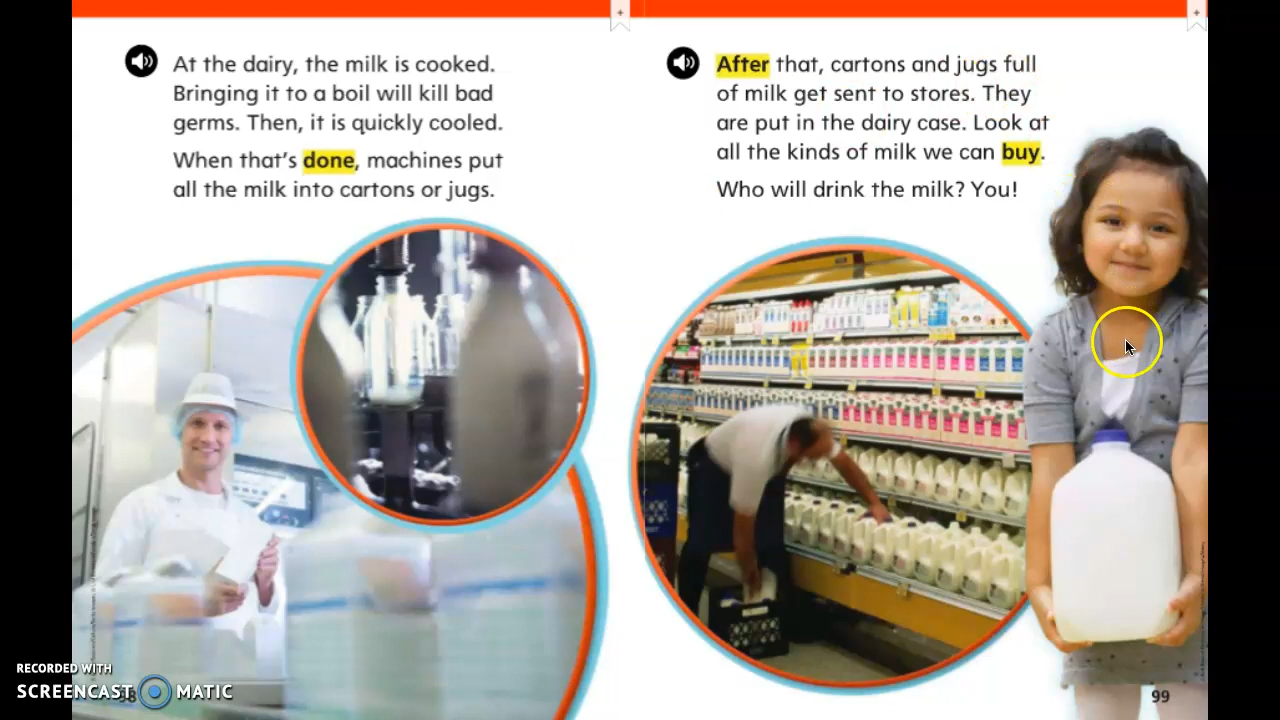 At the dairy, the milk is cooked.
Bringing it to a boil will kill bad
germs. Then, it is quickly cooled.
When that's done, machines put
all the milk into cartons or jugs.
After that, cartons and jugs full
of milk get sent to stores. They
are put in the dairy case. Look at
all the kinds of milk we can buy.
Who will drink the milk? You!
RECORDED WITH
SCREENCAST MATIC
99